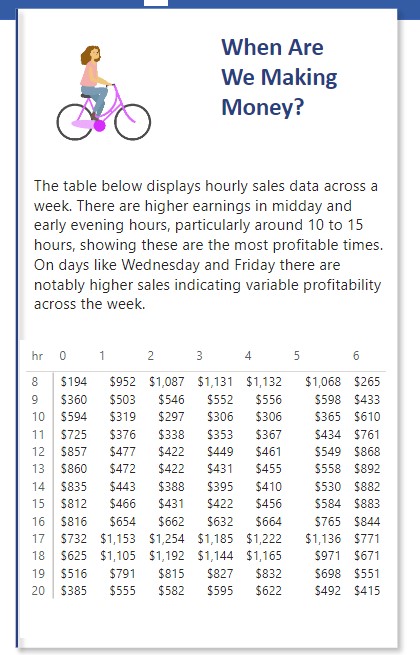 When Are
We Making
Money?
The table below displays hourly sales data across a
week. There are higher earnings in midday and
early evening hours, particularly around 10 to 15
hours, showing these are the most profitable times.
On days like Wednesday and Friday there are
notably higher sales indicating variable profitability
across the week.
hr 0 1 2 3 4 5 6
8 $194 $952 $1,087 $1,131 $1,132 $1,068 $265
9 $360 $503 $546 $552 $556 $598 $433
10 $594 $319 $297 $306 $306 $365 $610
11 $725 $376 $338 $353 $367 $434 $761
12 $857 $477 $422 $449 $461 $549 $868
13 $860 $472 $422 $431 $455 $558 $892
14 $835 $443 $388 $395 $410 $530 $882
15 $812 $466 $431 $422 $456 $584 $883
16 $816 $654 $662 $632 $664 $765 $844
17 $732 $1,153 $1,254 $1,185 $1,222 $1,136 $771
18 $625 $1,105 $1,192 $1,144 $1,165 $971 $671
19 $516 $791 $815 $827 $832 $698 $551
20 $385 $555 $582 $595 $622 $492 $415